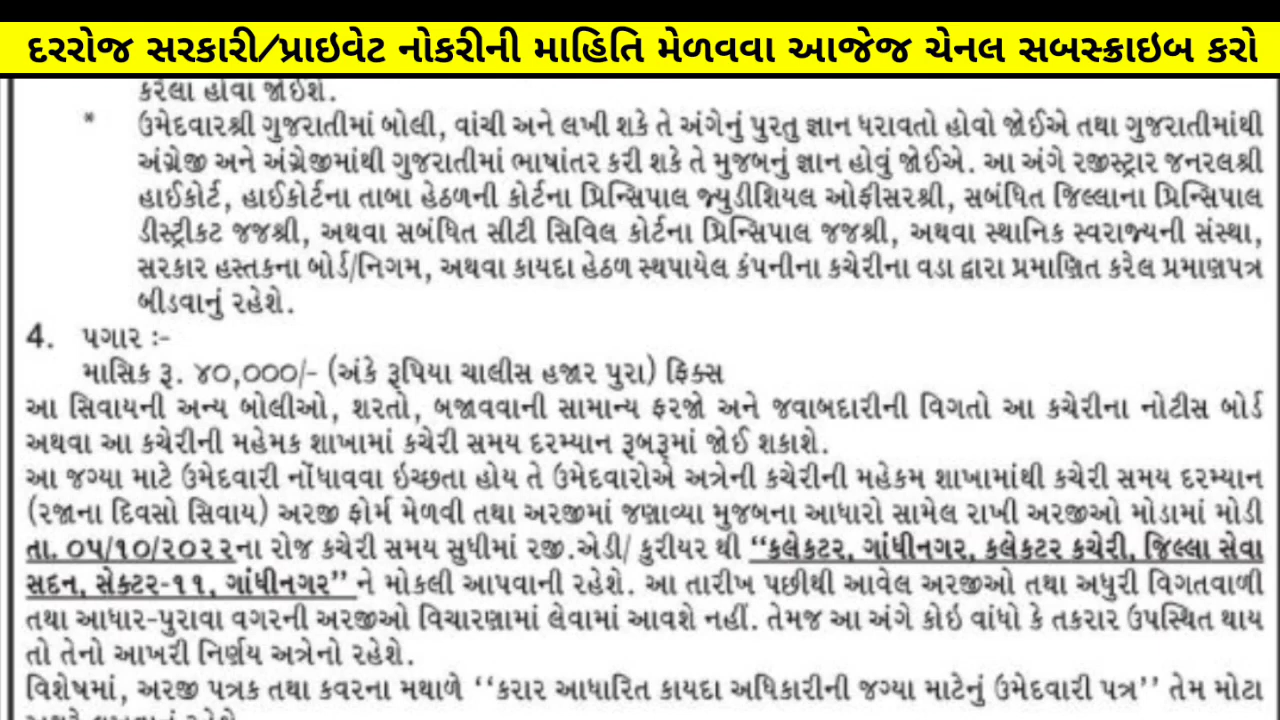 દરરોજ સરકારી/પ્રાઇવેટ નોકરીની માહિતિ મેળવવા આજેજ ચેનલ સબસ્ક્રાઇબ કરો
કરેલા હોવા જોઈશે.
* ઉમેદવારશ્રી ગુજરાતીમાં બોલી, વાંચી અને લખી શકે તે અંગેનું પુરતુ જ્ઞાન ધરાવતો હોવો જોઈએ તથા ગુજરાતીમાંથી
અંગ્રેજી અને અંગ્રેજીમાંથી ગુજરાતીમાં ભાષાંતર કરી શકે તે મુજબનું જ્ઞાન હોવું જોઈએ. આ અંગે રજીસ્ટ્રાર જનરલશ્રી
હાઈકોર્ટ, હાઈકોર્ટના તાબા હેઠળની કોર્ટના પ્રિન્સિપાલ જ્યુડીશિયલ ઓફીસરશ્રી, સબંધિત જિલ્લાના પ્રિન્સિપાલ
ડીસ્ટ્રીકટ જજશ્રી, અથવા સબંધિત સીટી સિવિલ કોર્ટના પ્રિન્સિપાલ જજશ્રી, અથવા સ્થાનિક સ્વરાજ્યની સંસ્થા,
સરકાર હસ્તકના બોર્ડ/નિગમ, અથવા કાયદા હેઠળ સ્થપાયેલ કંપનીના કચેરીના વડા દ્વારા પ્રમાણિત કરેલ પ્રમાણપત્ર
બીડવાનું રહેશે.
4. પગાર :-
માસિક રૂ. ૪૦,૦૦૦/- (અંકે રૂપિયા ચાલીસ હજાર પુરા) ફિક્સ
આ સિવાયની અન્ય બોલીઓ, શરતો, બજાવવાની સામાન્ય ફરજો અને જવાબદારીની વિગતો આ કચેરીના નોટીસ બોર્ડ
અથવા આ કચેરીની મહેમક શાખામાં કચેરી સમય દરમ્યાન રૂબરૂમાં જોઈ શકાશે.
આ જગ્યા માટે ઉમેદવારી નોંધાવવા ઇચ્છતા હોય તે ઉમેદવારોએ અત્રેની કચેરીની મહેકમ શાખામાંથી કચેરી સમય દરમ્યાન
(રજાના દિવસો સિવાય) અરજી ફોર્મ મેળવી તથા અરજીમાં જણાવ્યા મુજબના આધારો સામેલ રાખી અરજીઓ મોડામાં મોડી
તા. ૦૫/૧૦/૨૦૨૨ના રોજ કચેરી સમય સુધીમાં રજી.એડી/ કુરીયર થી “કલેકટર, ગાંધીનગર, કલેકટર કચેરી, જિલ્લા સેવા
સદન, સેક્ટર-૧૧, ગાંધીનગર” ને મોકલી આપવાની રહેશે. આ તારીખ પછીથી આવેલ અરજીઓ તથા અધુરી વિગતવાળી
તથા આધાર-પુરાવા વગરની અરજીઓ વિચારણામાં લેવામાં આવશે નહીં. તેમજ આ અંગે કોઇ વાંધો કે તકરાર ઉપસ્થિત થાય
તો તેનો આખરી નિર્ણય અત્રેનો રહેશે.
વિશેષમાં, અરજી પત્રક તથા કવરના મથાળે ‘‘કરાર આધારિત કાયદા અધિકારીની જગ્યા માટેનું ઉમેદવારી પત્ર’’ તેમ મોટા